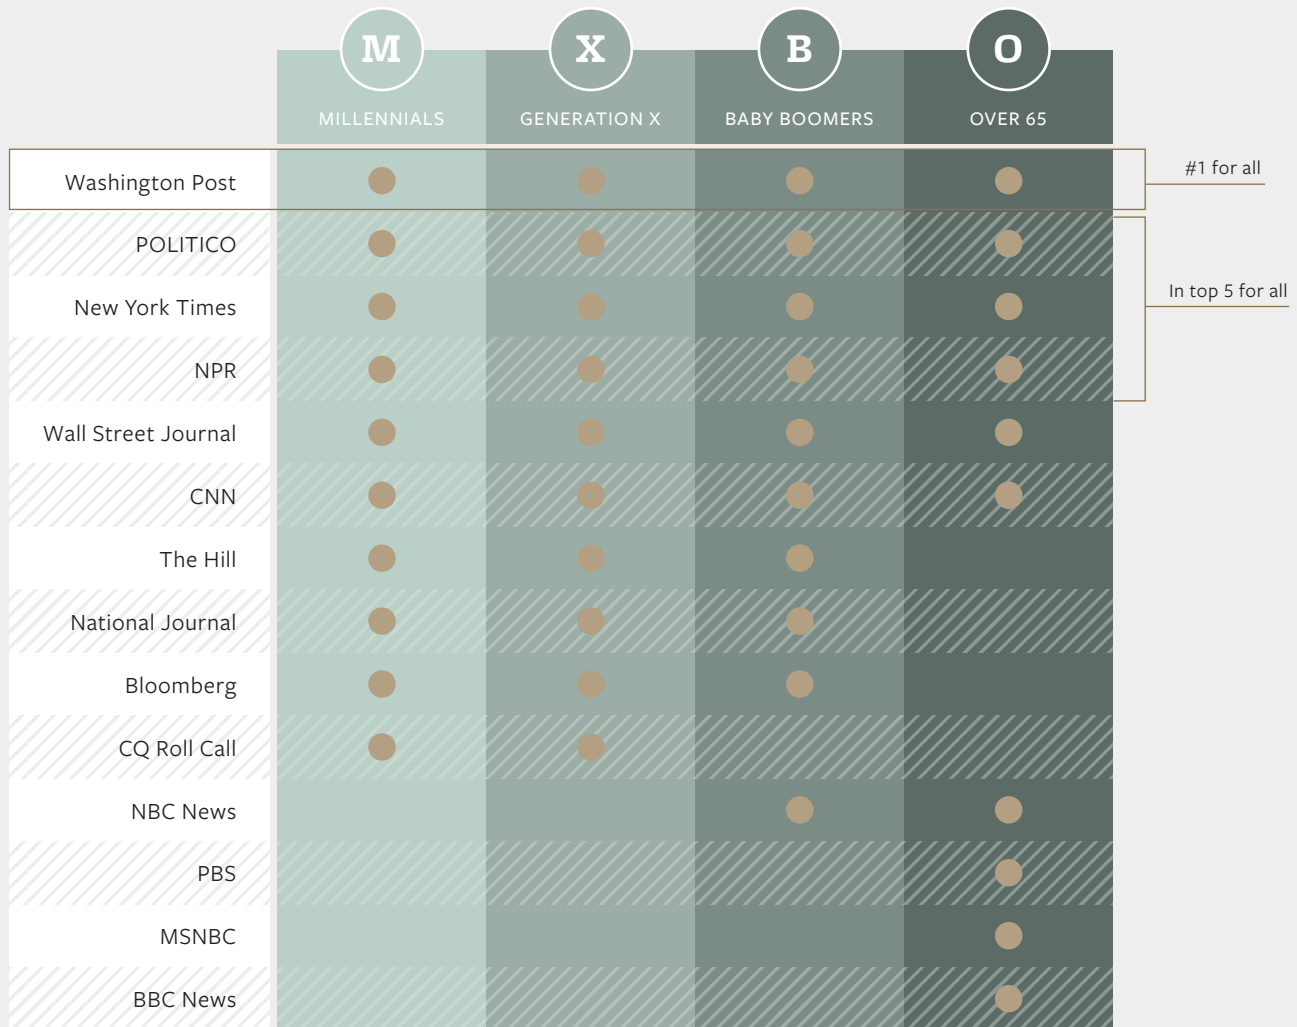 M X B O
MILLENNIALS GENERATION X BABY BOOMERS OVER 65
Washington Post #1 for all
POLITICO
New York Times In top 5 for all
NPR
Wall Street Journal
CNN
The Hill
National Journal
Bloomberg
CQ Roll Call
NBC News
PBS
MSNBC
BBC News